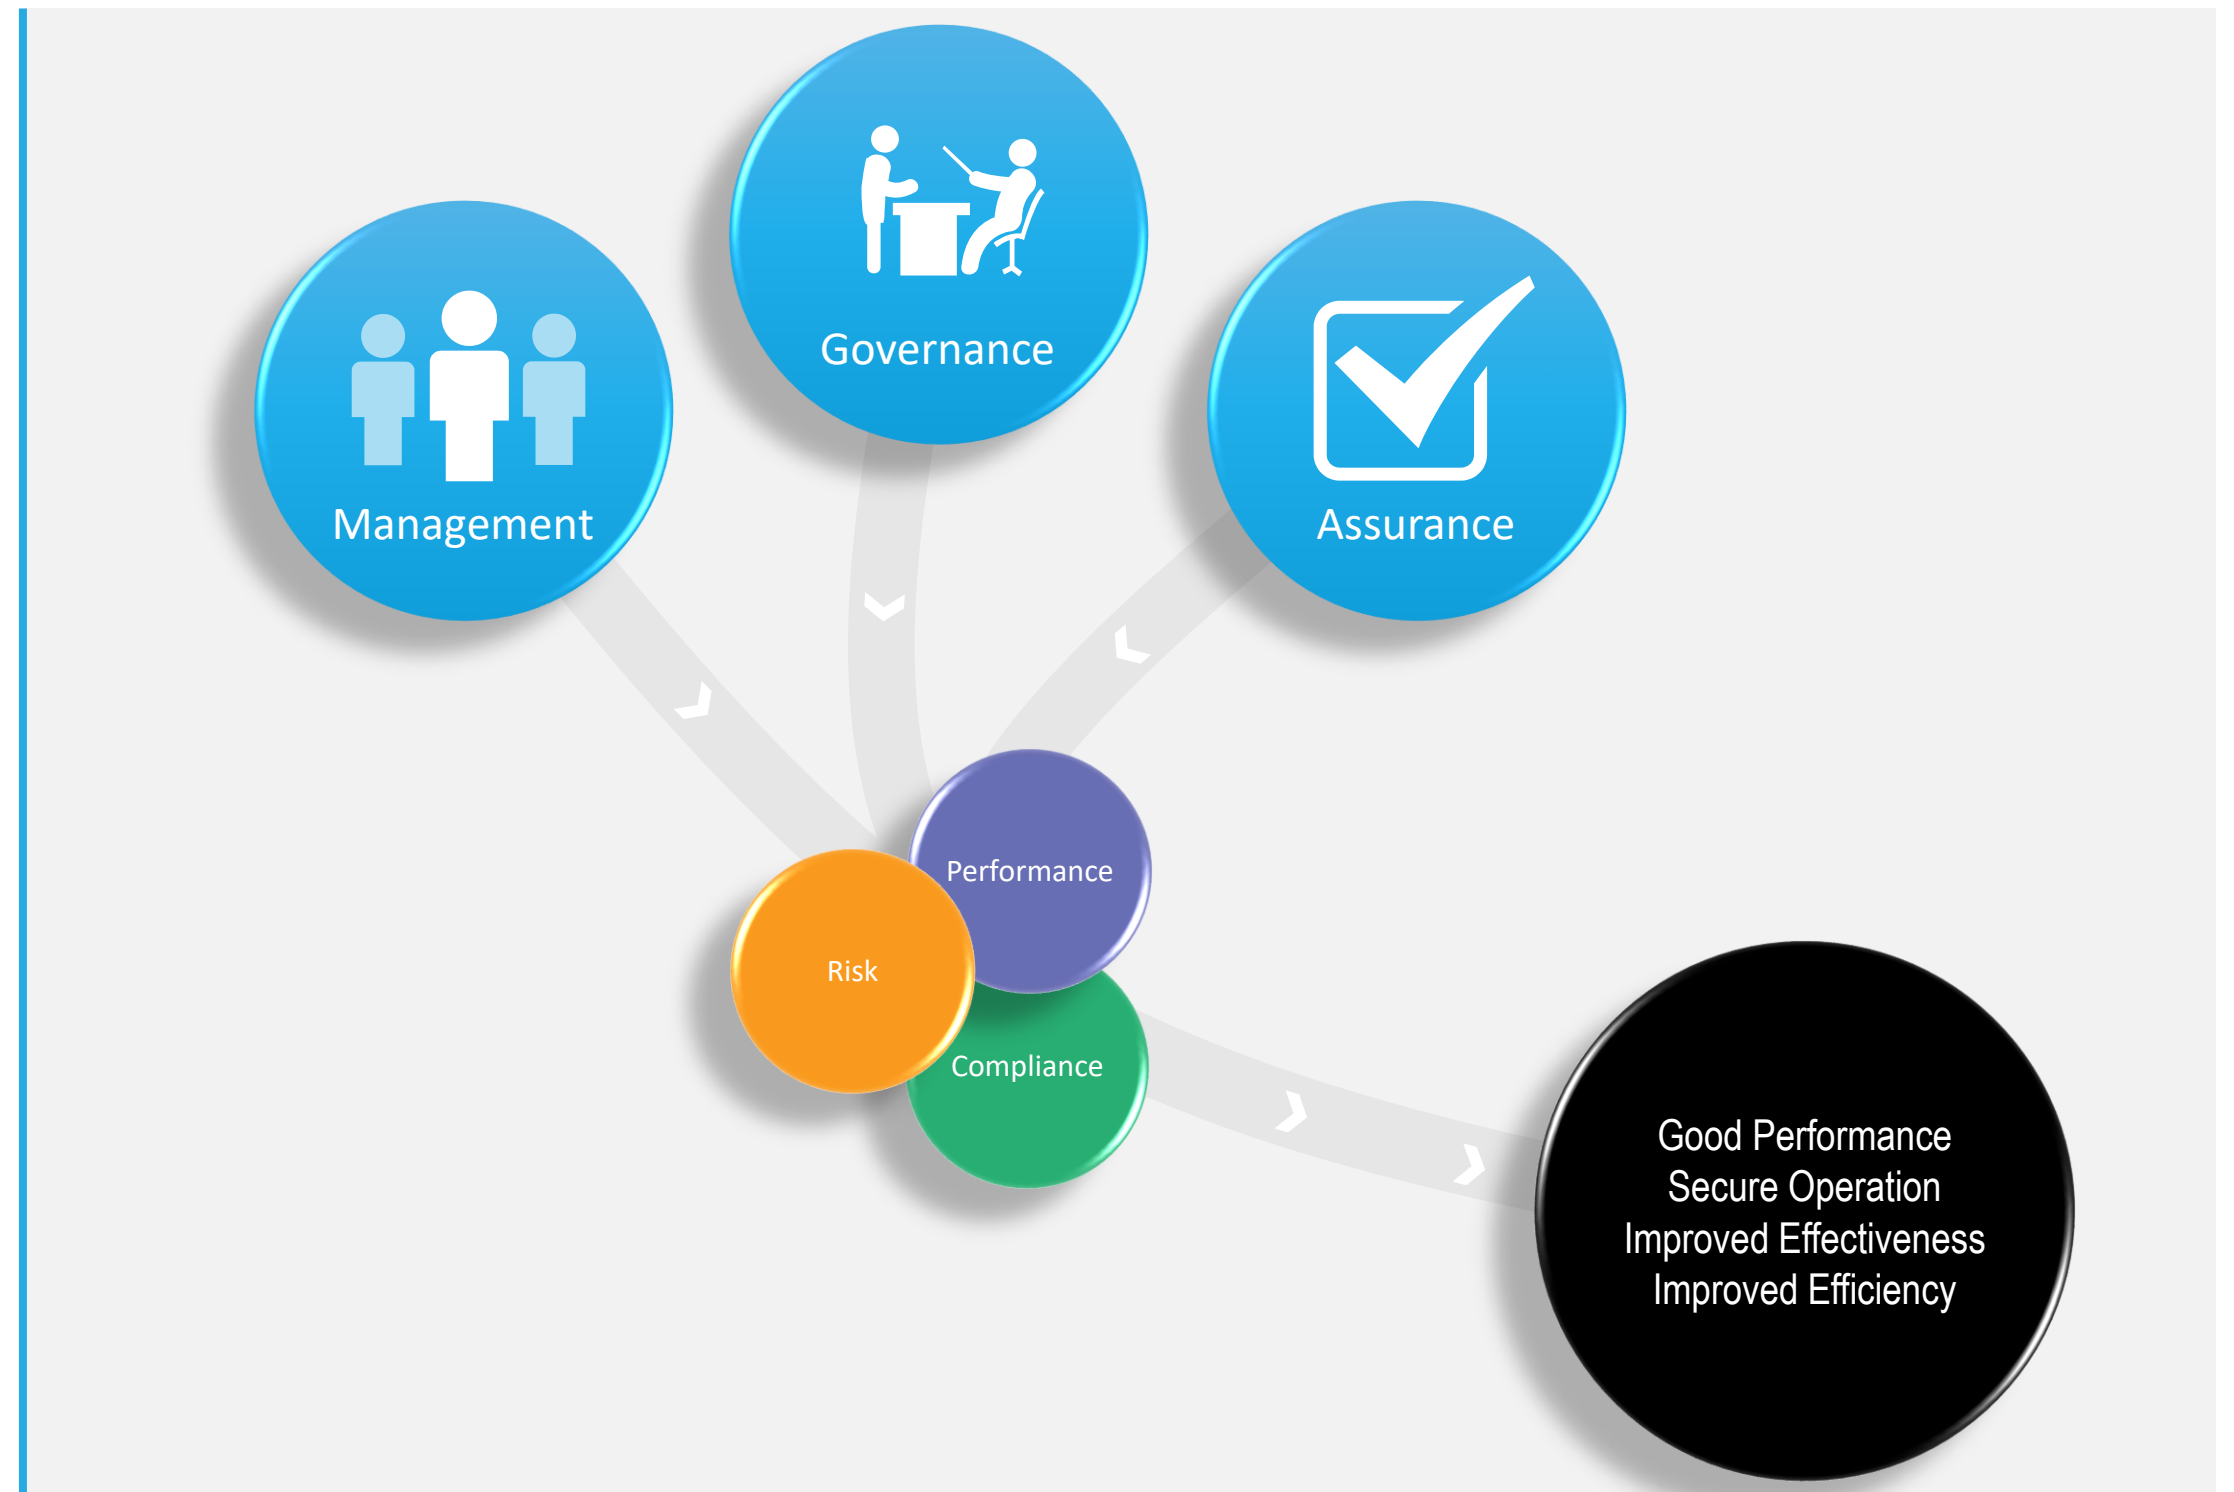 Governance
Management
Assurance
Performance
Risk
Compliance
Good Performance
Secure Operation
Improved Effectiveness
Improved Efficiency